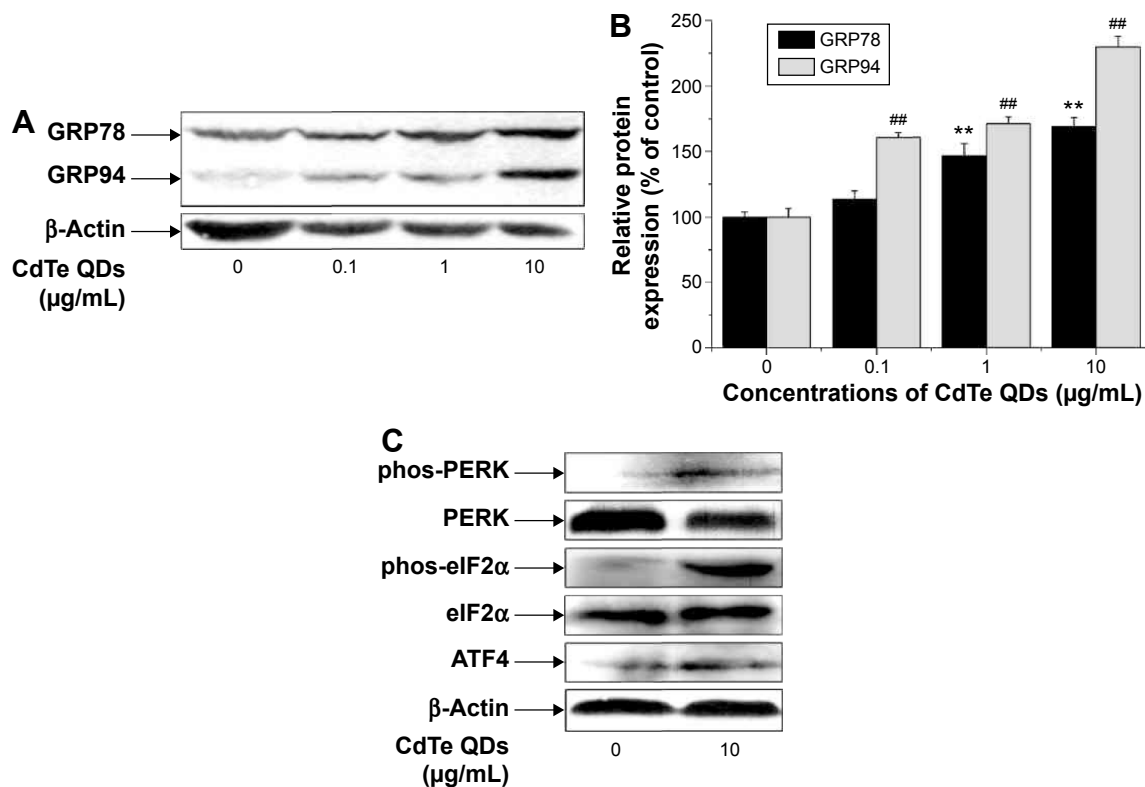 A
GRP78
GRP94
β-Actin
CdTe QDs
(µg/mL)
0 0.1 1 10
B
Relative protein
expression (% of control)
250
200
150
100
50
0
GRP78
GRP94
##
**
##
**
##
0 0.1 1 10
Concentrations of CdTe QDs (µg/mL)
C
phos-PERK
PERK
phos-eIF2α
eIF2α
ATF4
β-Actin
CdTe QDs
(µg/mL)
0 10